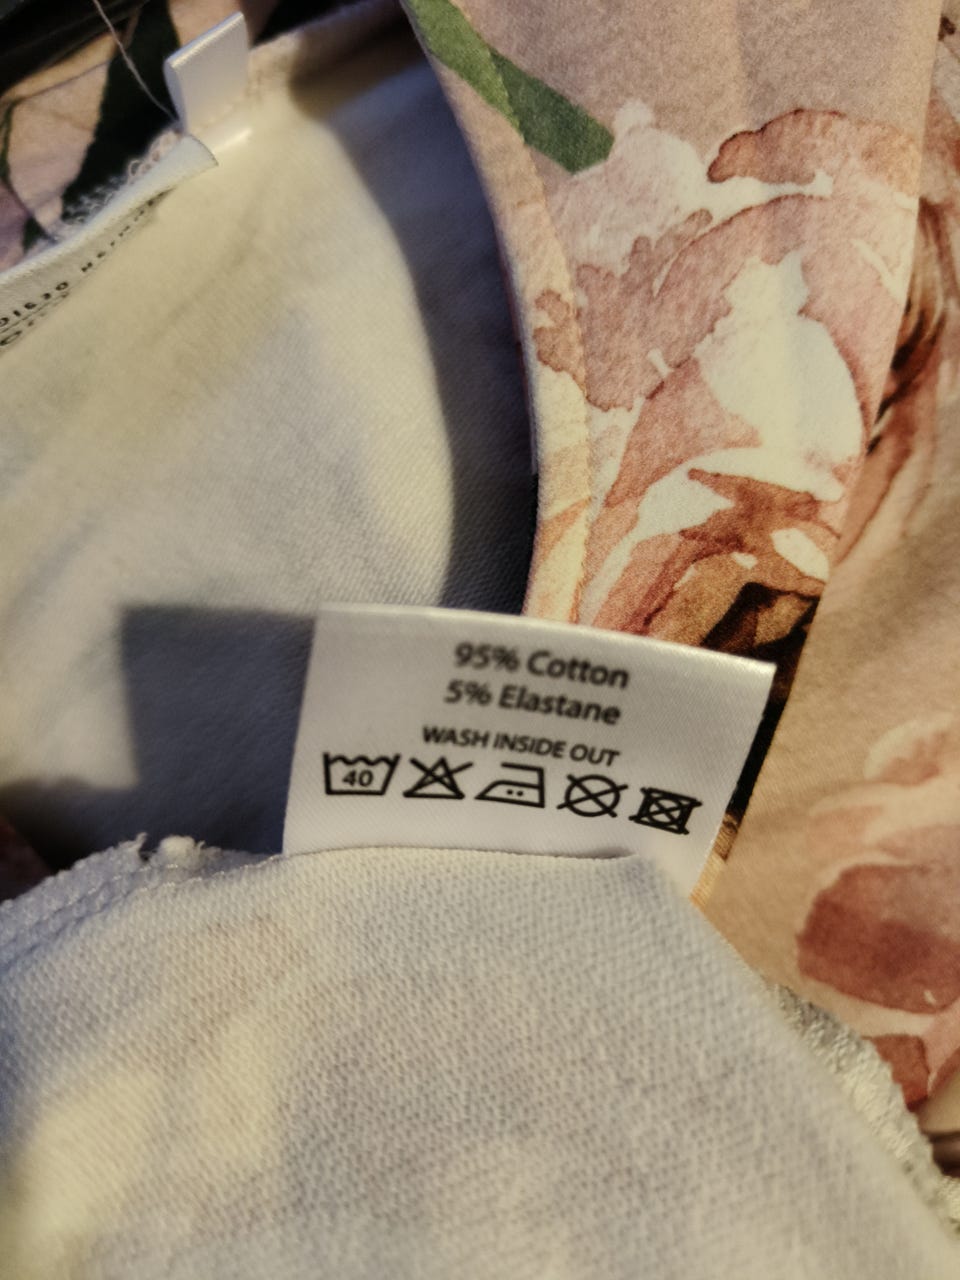 95% Cotton
5% Elastane
WASH INSIDE OUT
40